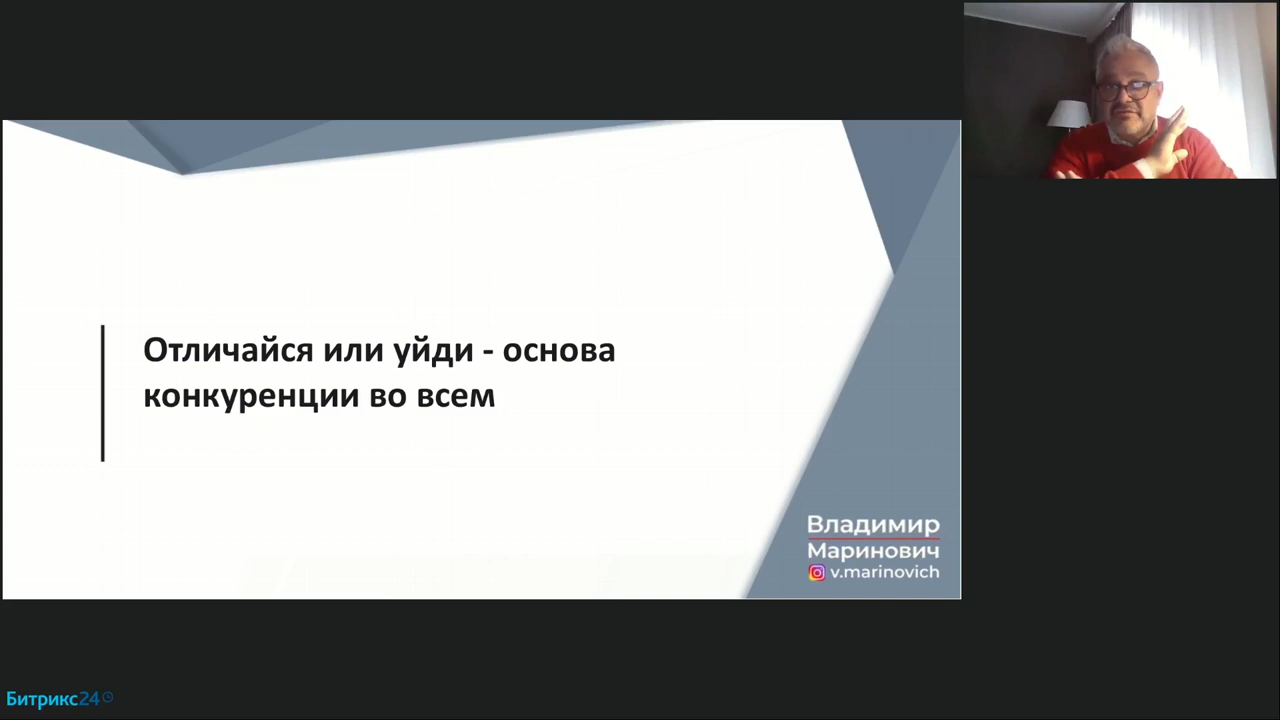 Отличайся или уйди - основа
конкуренции во всем
Владимир
Маринович
v.marinovich
Битрикс24